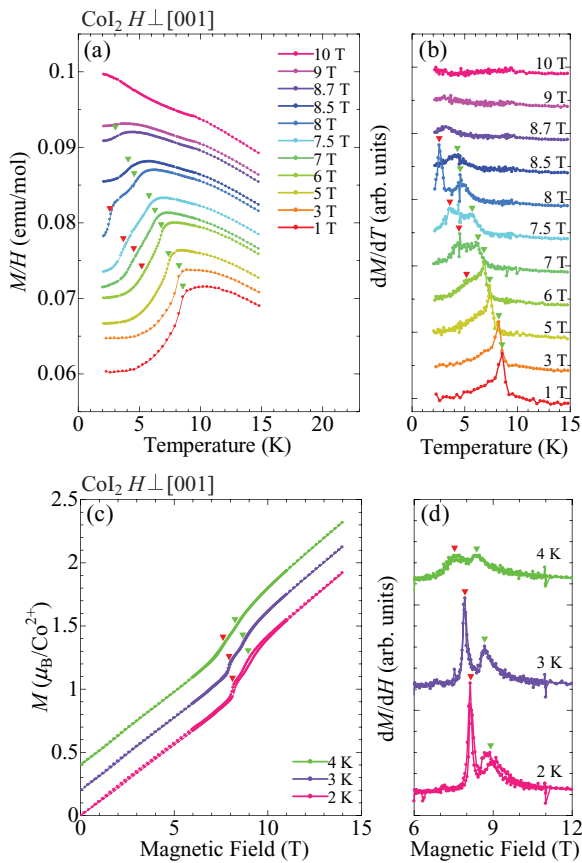 CoI₂ H⊥[001]
(a)
10 T
9 T
8.7 T
8.5 T
8 T
7.5 T
7 T
6 T
5 T
3 T
1 T
0.1
0.09
0.08
0.07
0.06
M/H (emu/mol)
0 5 10 15 20
Temperature (K)
(b)
10 T
9 T
8.7 T
8.5 T
8 T
7.5 T
7 T
6 T
5 T
3 T
1 T
dM/dT (arb. units)
0 5 10 15
Temperature (K)
CoI₂ H⊥[001]
(c)
2.5
2
1.5
1
0.5
0
M (μB/Co²⁺)
4 K
3 K
2 K
0 5 10 15
Magnetic Field (T)
(d)
4 K
3 K
2 K
dM/dH (arb. units)
6 8 10 12
Magnetic Field (T)